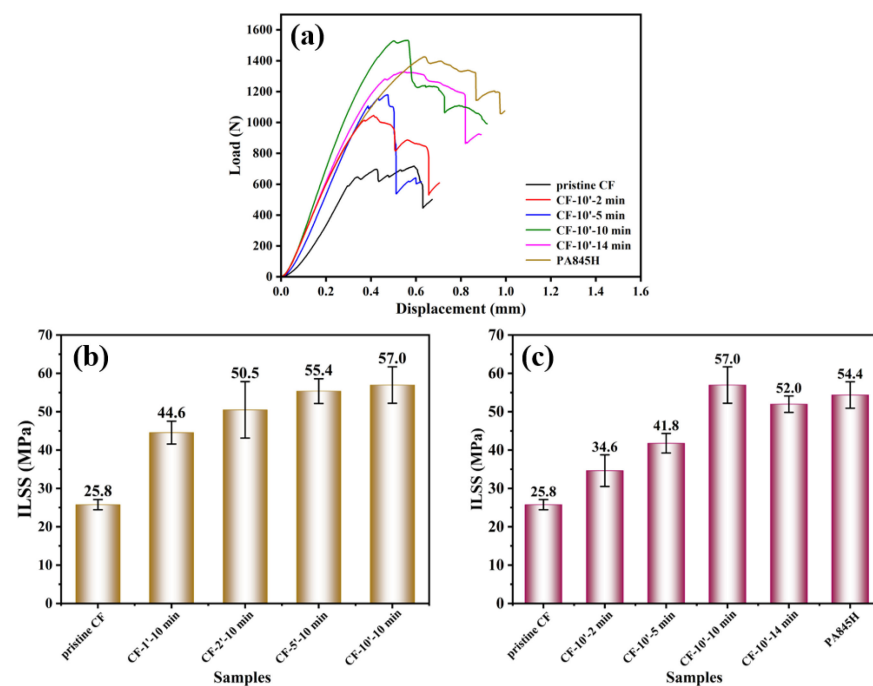 (a)
Load (N)
1600
1400
1200
1000
800
600
400
200
0
0.0 0.2 0.4 0.6 0.8 1.0 1.2 1.4 1.6
Displacement (mm)
pristine CF
CF-10'-2 min
CF-10'-5 min
CF-10'-10 min
CF-10'-14 min
PA845H
(b)
ILSS (MPa)
70
60
50
40
30
20
10
0
25.8
44.6
50.5
55.4
57.0
pristine CF
CF-1'-10 min
CF-2'-10 min
CF-5'-10 min
CF-10'-10 min
Samples
(c)
ILSS (MPa)
70
60
50
40
30
20
10
0
25.8
34.6
41.8
57.0
52.0
54.4
pristine CF
CF-10'-2 min
CF-10'-5 min
CF-10'-10 min
CF-10'-14 min
PA845H
Samples